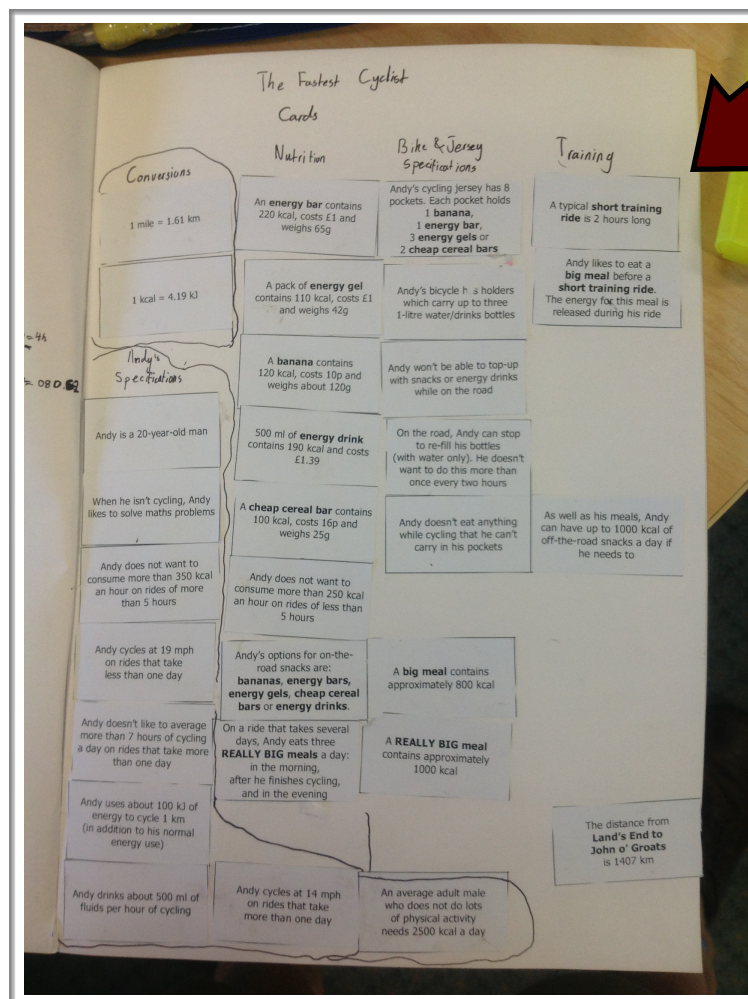 The Fastest Cyclist
Cards
Conversions
1 mile = 1.61 km
1 kcal = 4.19 kJ
Andy's
Specifications
Andy is a 20-year-old man
When he isn't cycling, Andy
likes to solve maths problems
Andy does not want to
consume more than 350 kcal
an hour on rides of more
than 5 hours
Andy cycles at 19 mph
on rides that take
less than one day
Andy doesn't like to average
more than 7 hours of cycling
a day on rides that take more
than one day
Andy uses about 100 kJ of
energy to cycle 1 km
(in addition to his normal
energy use)
Andy drinks about 500 ml of
fluids per hour of cycling
Nutrition
An energy bar contains
220 kcal, costs £1 and
weighs 65g
A pack of energy gel
contains 110 kcal, costs £1
and weighs 42g
A banana contains
120 kcal, costs 10p and
weighs about 120g
500 ml of energy drink
contains 190 kcal and costs
£1.39
A cheap cereal bar contains
100 kcal, costs 16p and
weighs 25g
Andy does not want to
consume more than 250 kcal
an hour on rides of less than
5 hours
Andy's options for on-the-
road snacks are:
bananas, energy bars,
energy gels, cheap cereal
bars or energy drinks.
On a ride that takes several
days, Andy eats three
REALLY BIG meals a day:
in the morning,
after he finishes cycling,
and in the evening
Andy cycles at 14 mph
on rides that take
more than one day
Bike & Jersey
Specifications
Andy's cycling jersey has 8
pockets. Each pocket holds
1 banana,
1 energy bar,
3 energy gels or
2 cheap cereal bars
Andy's bicycle has holders
which carry up to three
1-litre water/drinks bottles
Andy won't be able to top-up
with snacks or energy drinks
while on the road
On the road, Andy can stop
to re-fill his bottles
(with water only). He doesn't
want to do this more than
once every two hours
Andy doesn't eat anything
while cycling that he can't
carry in his pockets
A big meal contains
approximately 800 kcal
A REALLY BIG meal
contains approximately
1000 kcal
An average adult male
who does not do lots
of physical activity
needs 2500 kcal a day
Training
A typical short training
ride is 2 hours long
Andy likes to eat a
big meal before a
short training ride.
The energy for this meal is
released during his ride
As well as his meals, Andy
can have up to 1000 kcal of
off-the-road snacks a day if
he needs to
The distance from
Land's End to
John o' Groats
is 1407 km